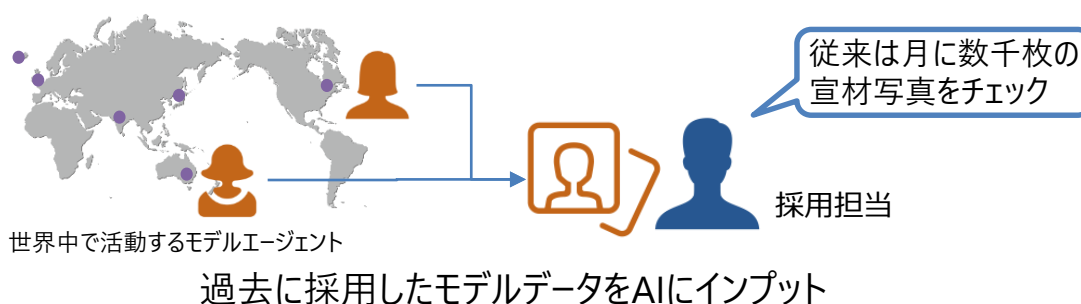 従来は月に数千枚の
宣材写真をチェック
採用担当
世界中で活動するモデルエージェント
過去に採用したモデルデータをAIにインプット